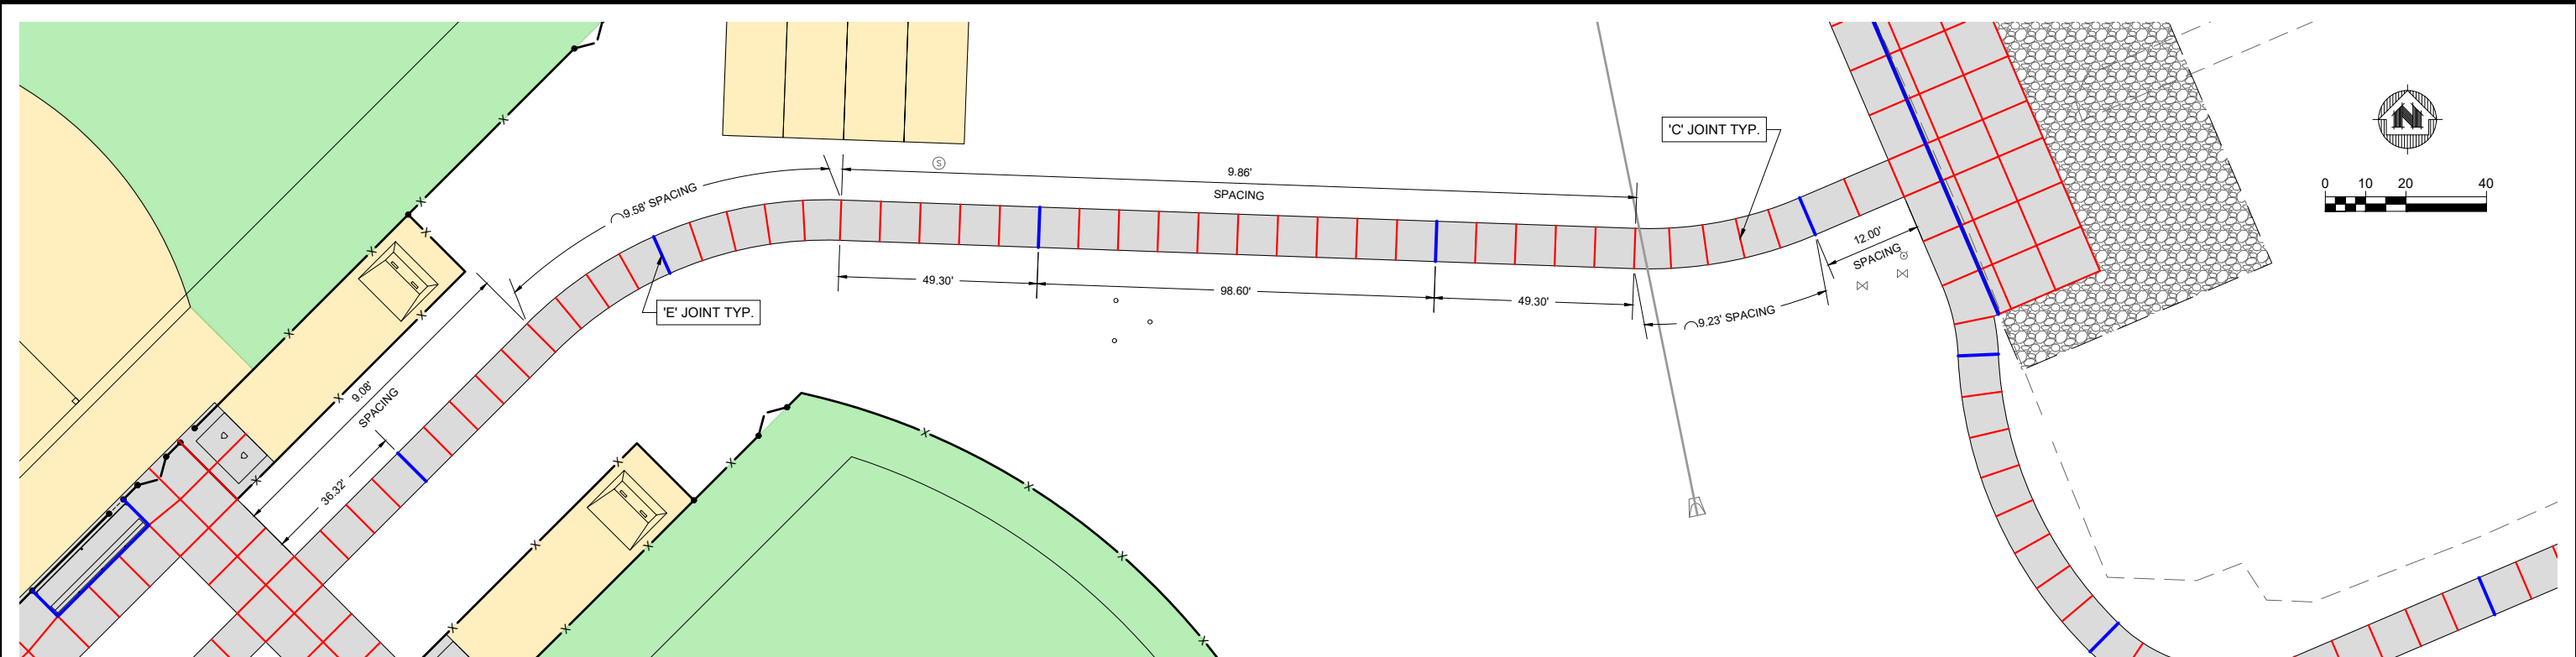 'C' JOINT TYP.
N
0 10 20 40
9.86'
SPACING
9.58' SPACING
S
12.00'
SPACING
49.30'
98.60'
49.30'
'E' JOINT TYP.
9.23' SPACING
9.08'
SPACING
36.32'
X X X X X X X X X X X X X X X X X X X